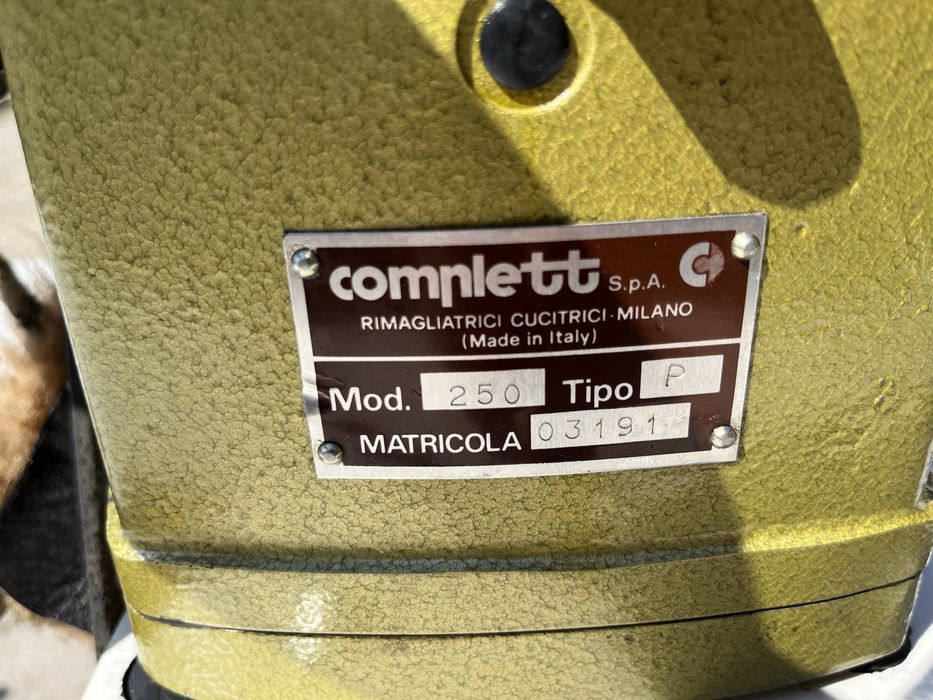 complett S.p.A.
RIMAGLIATRICI CUCITRICI · MILANO
(Made in Italy)
Mod. 250 Tipo P
MATRICOLA 03191